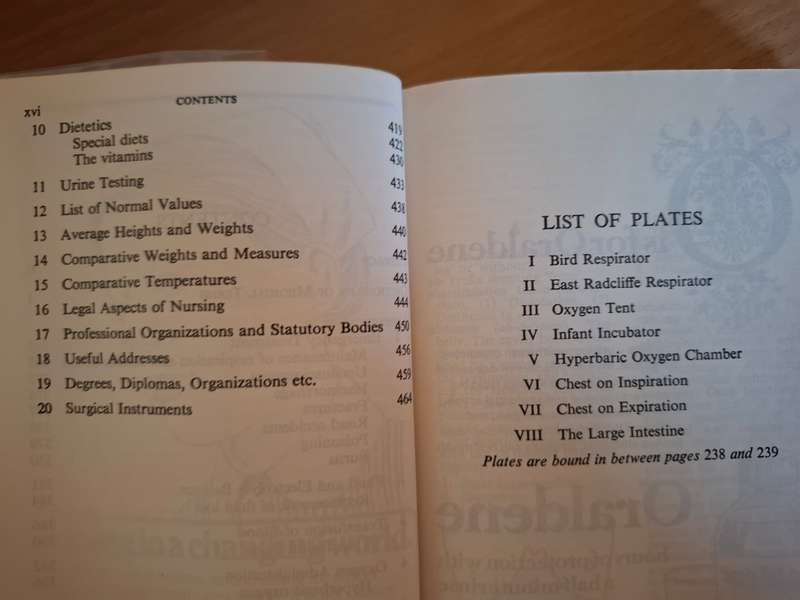 xvi CONTENTS
10 Dietetics 419
Special diets 422
The vitamins 430
11 Urine Testing 433
12 List of Normal Values 438
13 Average Heights and Weights 440
14 Comparative Weights and Measures 442
15 Comparative Temperatures 443
16 Legal Aspects of Nursing 444
17 Professional Organizations and Statutory Bodies 450
18 Useful Addresses 456
19 Degrees, Diplomas, Organizations etc. 459
20 Surgical Instruments 464
LIST OF PLATES
I Bird Respirator
II East Radcliffe Respirator
III Oxygen Tent
IV Infant Incubator
V Hyperbaric Oxygen Chamber
VI Chest on Inspiration
VII Chest on Expiration
VIII The Large Intestine
Plates are bound in between pages 238 and 239